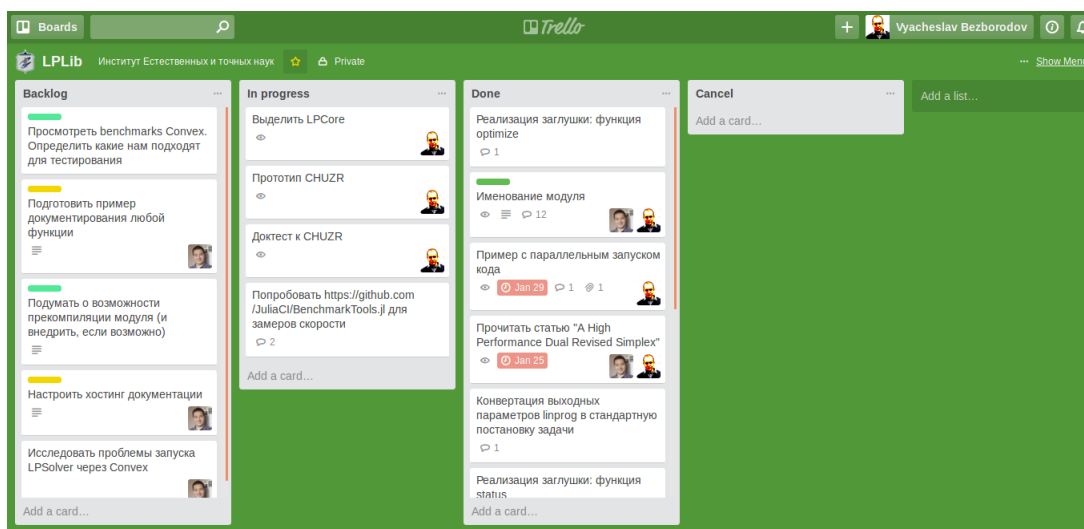 Boards
Trello
+
Vyacheslav Bezborodov
LPLib
Институт Естественных и точных наук
Private
... Show Menu
Backlog
...
Просмотреть benchmarks Convex.
Определить какие нам подходят
для тестирования
Подготовить пример
документирования любой
функции
Подумать о возможности
прекомпиляции модуля (и
внедрить, если возможно)
Настроить хостинг документации
Исследовать проблемы запуска
LPSolver через Convex
Add a card...
In progress
...
Выделить LPCore
Прототип CHUZR
Доктест к CHUZR
Попробовать https://github.com
/JuliaCI/BenchmarkTools.jl для
замеров скорости
2
Add a card...
Done
...
Реализация заглушки: функция
optimize
1
Именование модуля
12
Пример с параллельным запуском
кода
Jan 29 1 1
Прочитать статью "A High
Performance Dual Revised Simplex"
Jan 25
Конвертация выходных
параметров linprog в стандартную
постановку задачи
1
Реализация заглушки: функция
status
Add a card...
Cancel
...
Add a card...
Add a list...